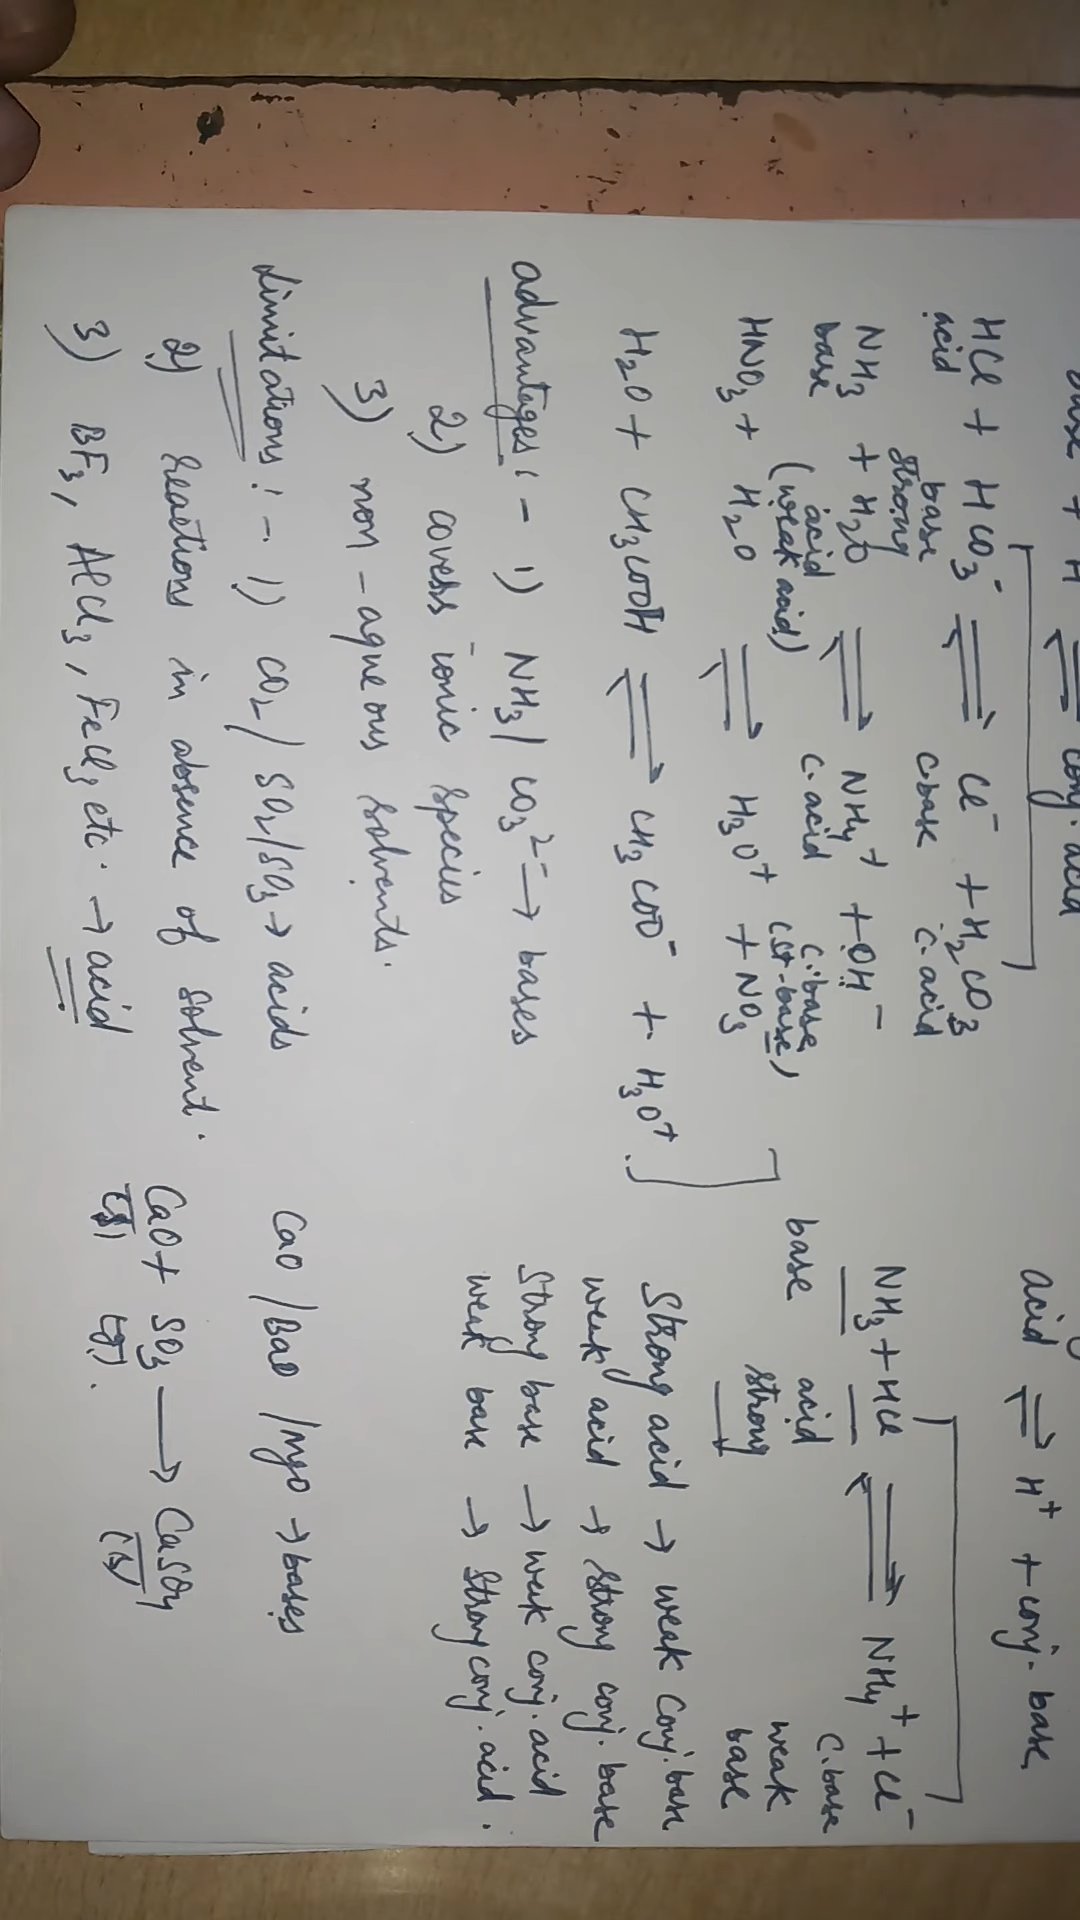 base + H ⇌ conj. acid
acid ⇌ H⁺ + conj. base
HCl + HCO₃⁻ ⇌ Cl⁻ + H₂CO₃
acid base strong c.base c.acid
NH₃ + H₂O ⇌ NH₄⁺ + OH⁻
base acid (weak acid) c.acid c.base (st. base)
HNO₃ + H₂O ⇌ H₃O⁺ + NO₃
H₂O + CH₃COOH ⇌ CH₃COO⁻ + H₃O⁺.
NH₃ + HCl ⇌ NH₄⁺ + Cl⁻
base acid strong c.base weak base
Strong acid → weak conj. base
weak acid → strong conj. base
Strong base → weak conj. acid
weak base → strong conj. acid.
advantages :- 1) NH₃ / CO₃²⁻ → bases
2) covers ionic species
3) non-aqueous solvents.
Limitations :- 1) CO₂ / SO₂ / SO₃ → acids CaO / BaO / MgO → bases
2) reactions in absence of solvent. CaO + SO₃ → CaSO₄
(s) (g). (s)
3) BF₃, AlCl₃, FeCl₃ etc. → acid